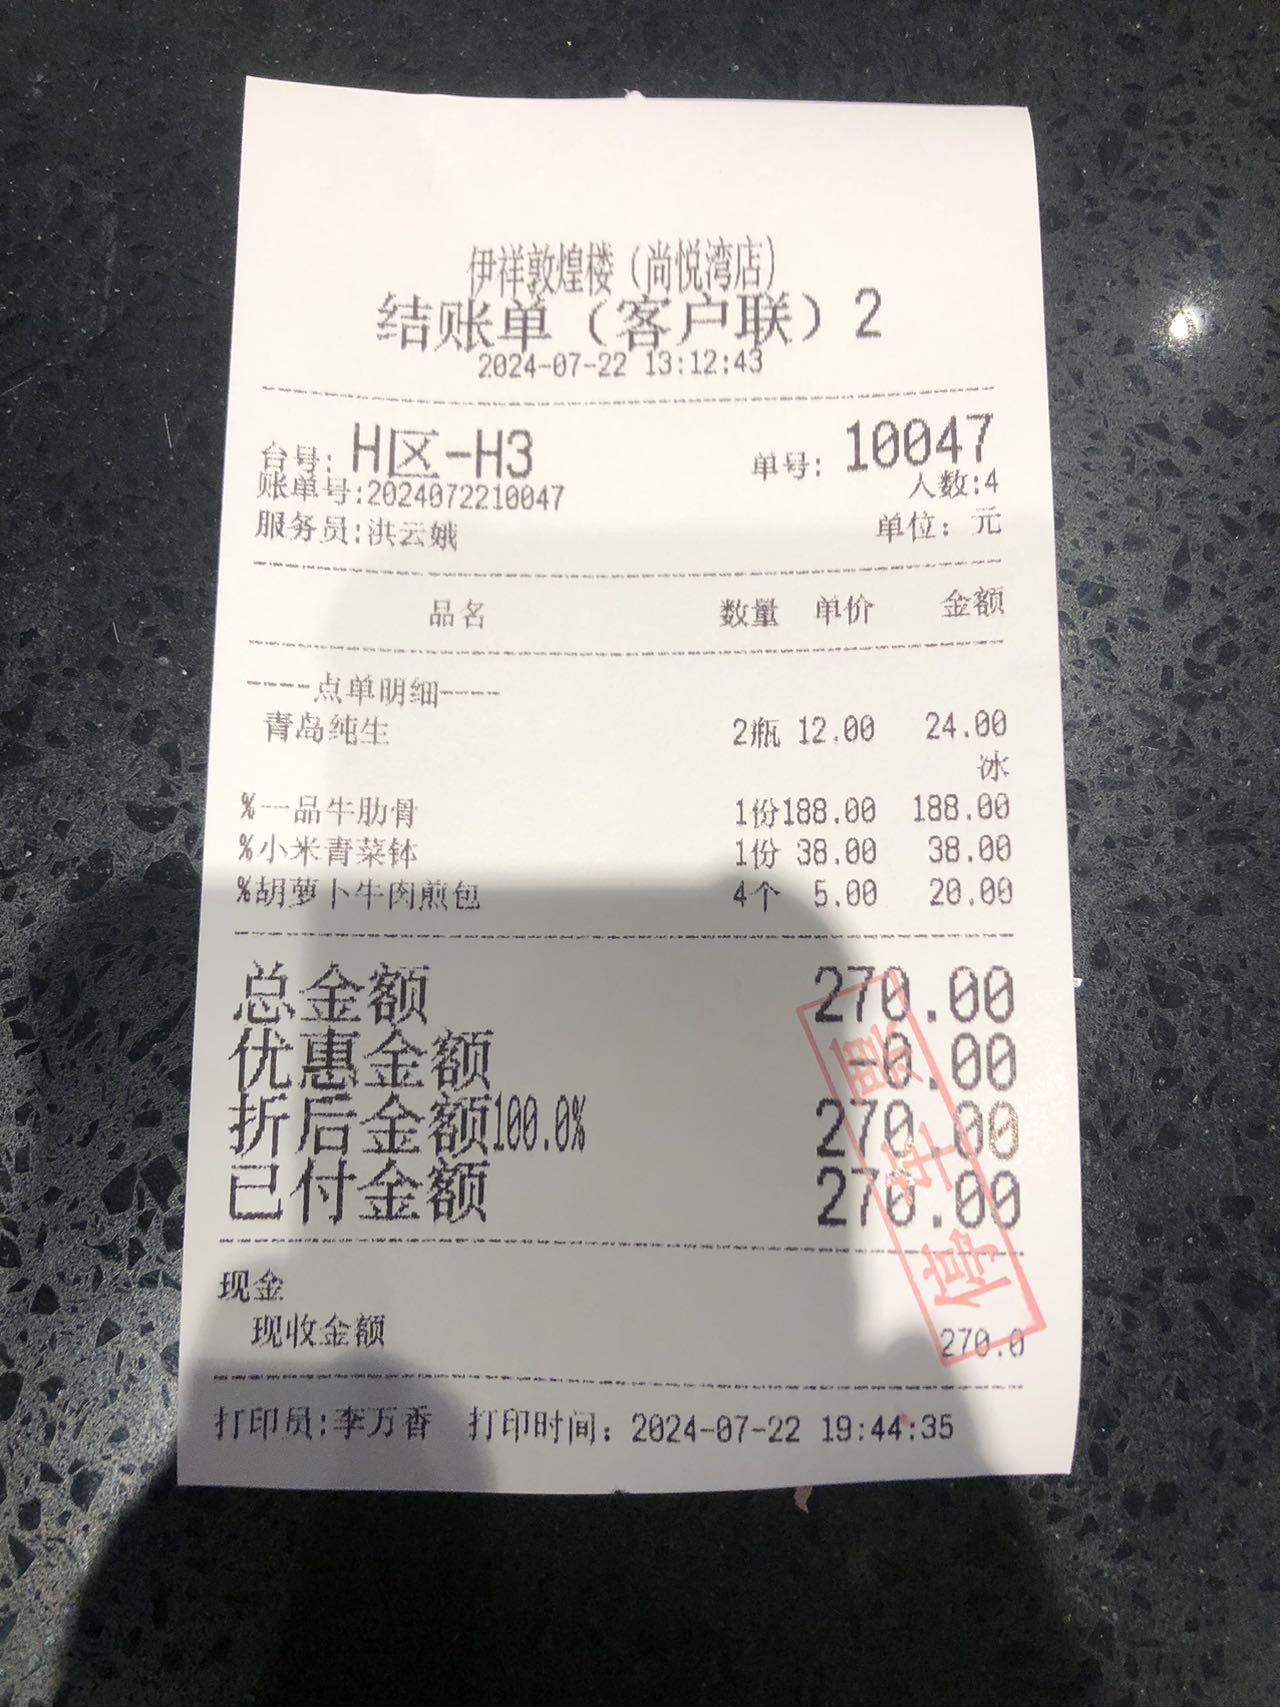 伊祥敦煌楼（尚悦湾店）
结账单（客户联）2
2024-07-22 13:12:43
台号: H区-H3 单号: 10047
账单号:2024072210047 人数:4
服务员:洪云娥 单位: 元
品名 数量 单价 金额
----点单明细----
青岛纯生 2瓶 12.00 24.00
冰
%一品牛肋骨 1份188.00 188.00
%小米青菜钵 1份 38.00 38.00
%胡萝卜牛肉煎包 4个 5.00 20.00
总金额 270.00
优惠金额 -0.00
折后金额100.0% 270.00
已付金额 270.00
停车票
现金
现收金额 270.0
打印员:李万香 打印时间: 2024-07-22 19:44:35